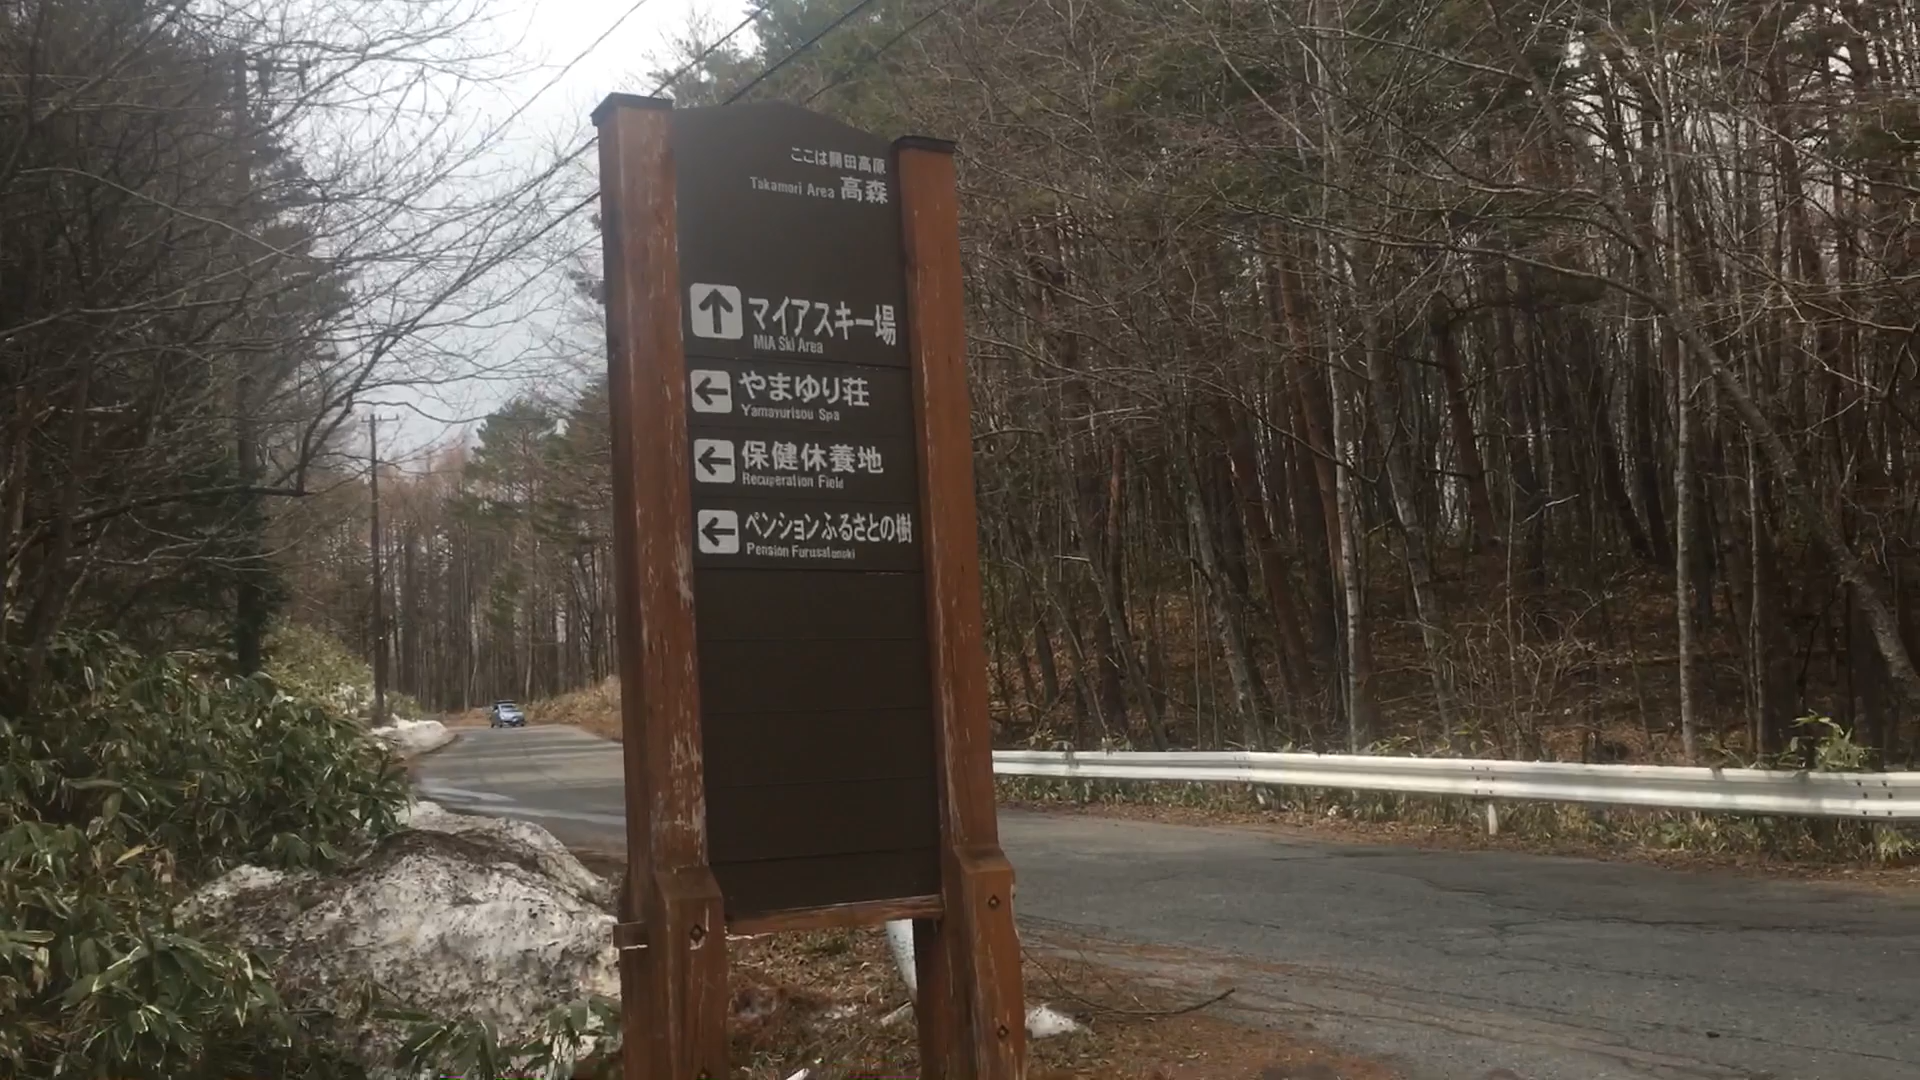 ここは開田高原
Takamori Area 高森
マイアスキー場
MIA Ski Area
やまゆり荘
Yamayurisou Spa
保健休養地
Recuperation Field
ペンションふるさとの樹
Pension Furusatonoki